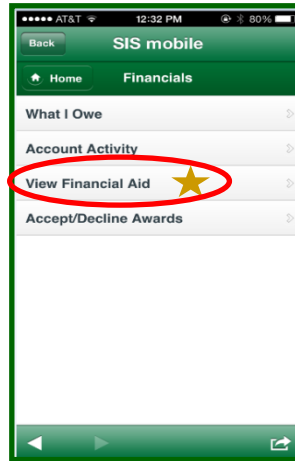 AT&T 12:32 PM 80%
Back SIS mobile
Home Financials
What I Owe
Account Activity
View Financial Aid
Accept/Decline Awards